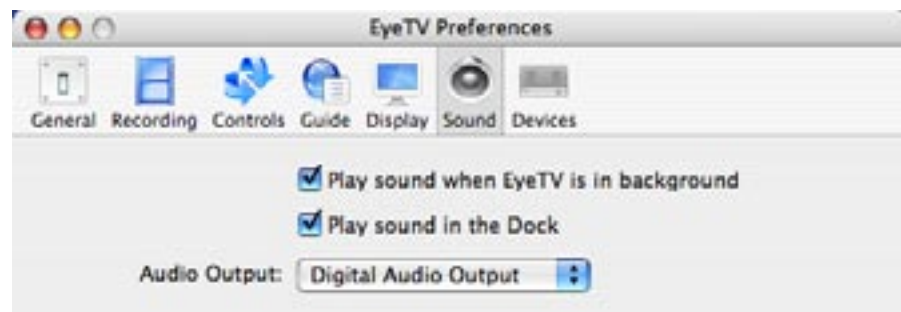 EyeTV Preferences
General Recording Controls Guide Display Sound Devices
Play sound when EyeTV is in background
Play sound in the Dock
Audio Output: Digital Audio Output